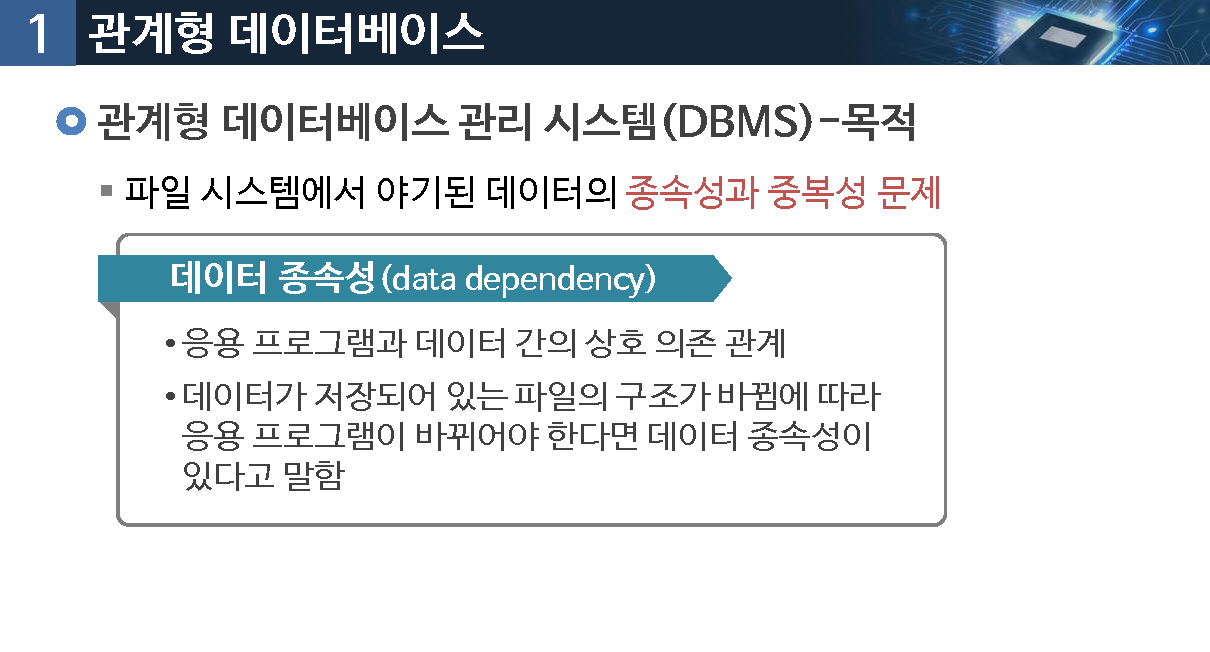 1 관계형 데이터베이스
관계형 데이터베이스 관리 시스템(DBMS)-목적
▪ 파일 시스템에서 야기된 데이터의 종속성과 중복성 문제
데이터 종속성(data dependency)
• 응용 프로그램과 데이터 간의 상호 의존 관계
• 데이터가 저장되어 있는 파일의 구조가 바뀜에 따라
응용 프로그램이 바뀌어야 한다면 데이터 종속성이
있다고 말함